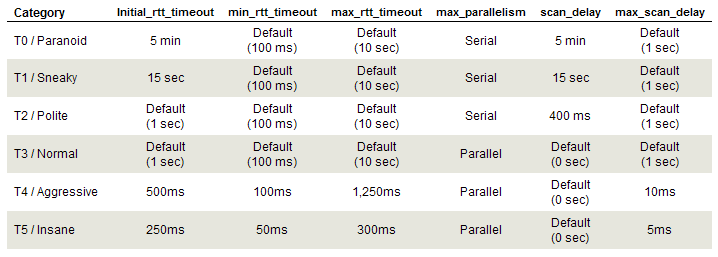 Category Initial_rtt_timeout min_rtt_timeout max_rtt_timeout max_parallelism scan_delay max_scan_delay
T0 / Paranoid 5 min Default (100 ms) Default (10 sec) Serial 5 min Default (1 sec)
T1 / Sneaky 15 sec Default (100 ms) Default (10 sec) Serial 15 sec Default (1 sec)
T2 / Polite Default (1 sec) Default (100 ms) Default (10 sec) Serial 400 ms Default (1 sec)
T3 / Normal Default (1 sec) Default (100 ms) Default (10 sec) Parallel Default (0 sec) Default (1 sec)
T4 / Aggressive 500ms 100ms 1,250ms Parallel Default (0 sec) 10ms
T5 / Insane 250ms 50ms 300ms Parallel Default (0 sec) 5ms